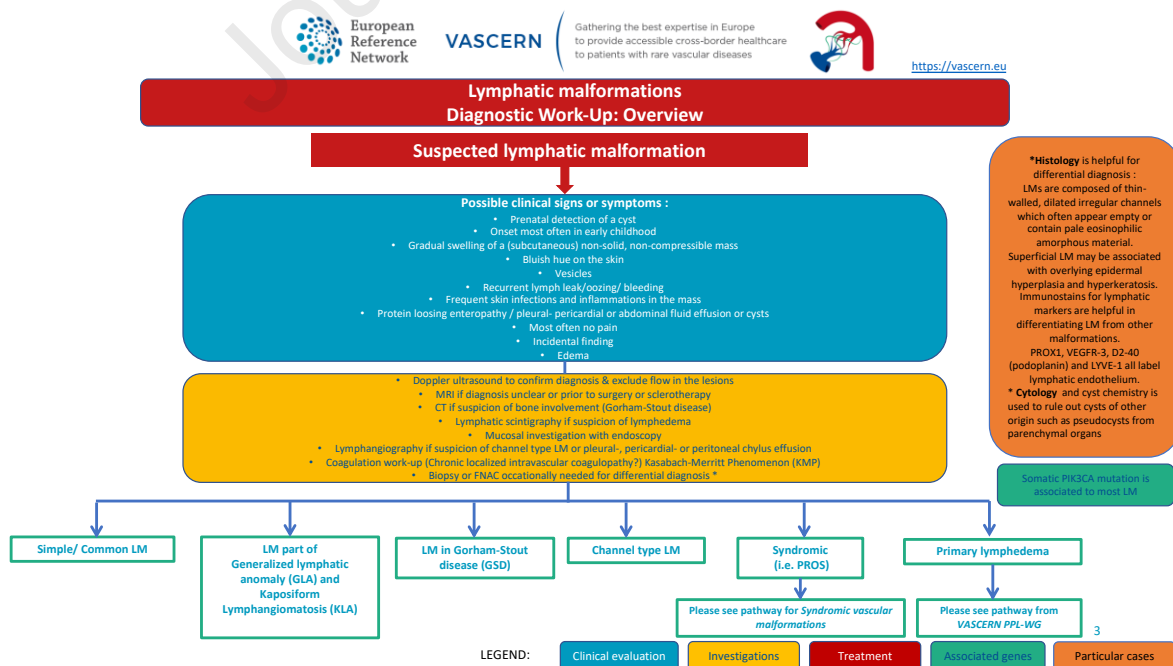 Jou
European
Reference
Network
VASCERN
Gathering the best expertise in Europe
to provide accessible cross-border healthcare
to patients with rare vascular diseases
https://vascern.eu
Lymphatic malformations
Diagnostic Work-Up: Overview
Suspected lymphatic malformation
Possible clinical signs or symptoms :
• Prenatal detection of a cyst
• Onset most often in early childhood
• Gradual swelling of a (subcutaneous) non-solid, non-compressible mass
• Bluish hue on the skin
• Vesicles
• Recurrent lymph leak/oozing/ bleeding
• Frequent skin infections and inflammations in the mass
• Protein loosing enteropathy / pleural- pericardial or abdominal fluid effusion or cysts
• Most often no pain
• Incidental finding
• Edema
• Doppler ultrasound to confirm diagnosis & exclude flow in the lesions
• MRI if diagnosis unclear or prior to surgery or sclerotherapy
• CT if suspicion of bone involvement (Gorham-Stout disease)
• Lymphatic scintigraphy if suspicion of lymphedema
• Mucosal investigation with endoscopy
• Lymphangiography if suspicion of channel type LM or pleural-, pericardial- or peritoneal chylus effusion
• Coagulation work-up (Chronic localized intravascular coagulopathy?) Kasabach-Merritt Phenomenon (KMP)
• Biopsy or FNAC occationally needed for differential diagnosis *
*Histology is helpful for
differential diagnosis :
LMs are composed of thin-
walled, dilated irregular channels
which often appear empty or
contain pale eosinophilic
amorphous material.
Superficial LM may be associated
with overlying epidermal
hyperplasia and hyperkeratosis.
Immunostains for lymphatic
markers are helpful in
differentiating LM from other
malformations.
PROX1, VEGFR-3, D2-40
(podoplanin) and LYVE-1 all label
lymphatic endothelium.
* Cytology and cyst chemistry is
used to rule out cysts of other
origin such as pseudocysts from
parenchymal organs
Somatic PIK3CA mutation is
associated to most LM
Simple/ Common LM
LM part of
Generalized lymphatic
anomaly (GLA) and
Kaposiform
Lymphangiomatosis (KLA)
LM in Gorham-Stout
disease (GSD)
Channel type LM
Syndromic
(i.e. PROS)
Primary lymphedema
Please see pathway for Syndromic vascular
malformations
Please see pathway from
VASCERN PPL-WG
3
LEGEND:
Clinical evaluation
Investigations
Treatment
Associated genes
Particular cases